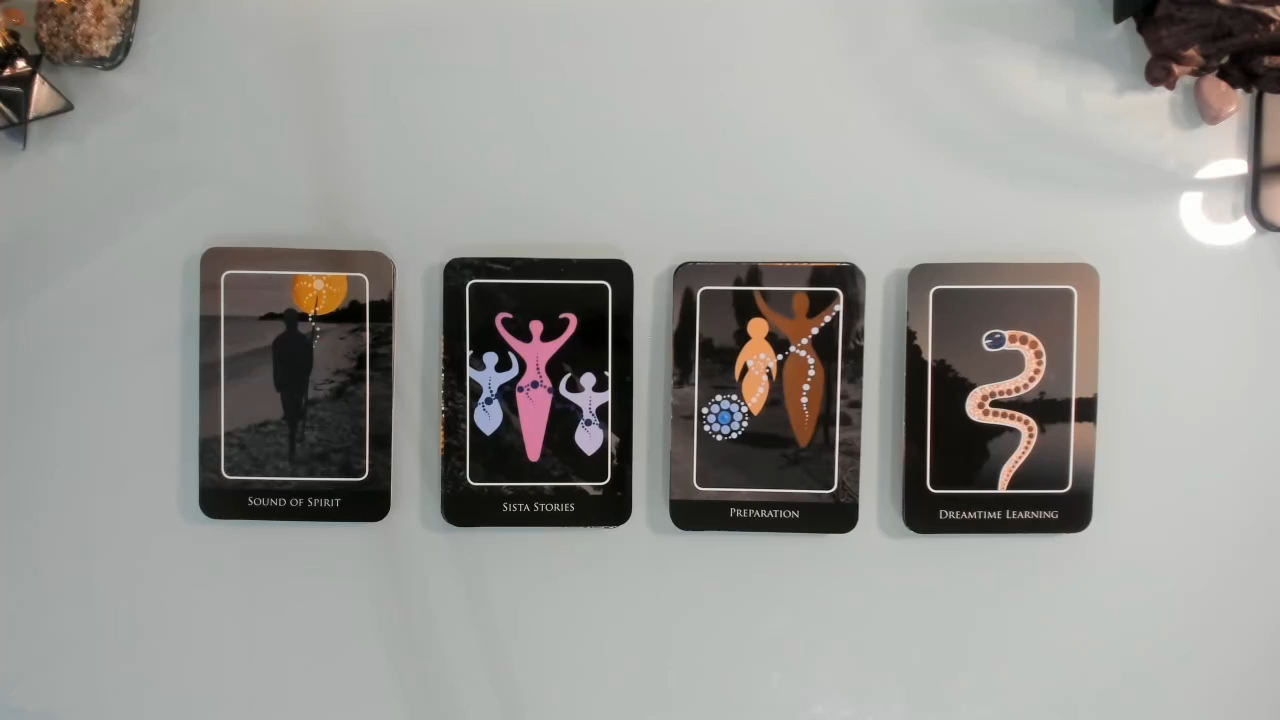 Sound of Spirit
Sista Stories
Preparation
Dreamtime Learning